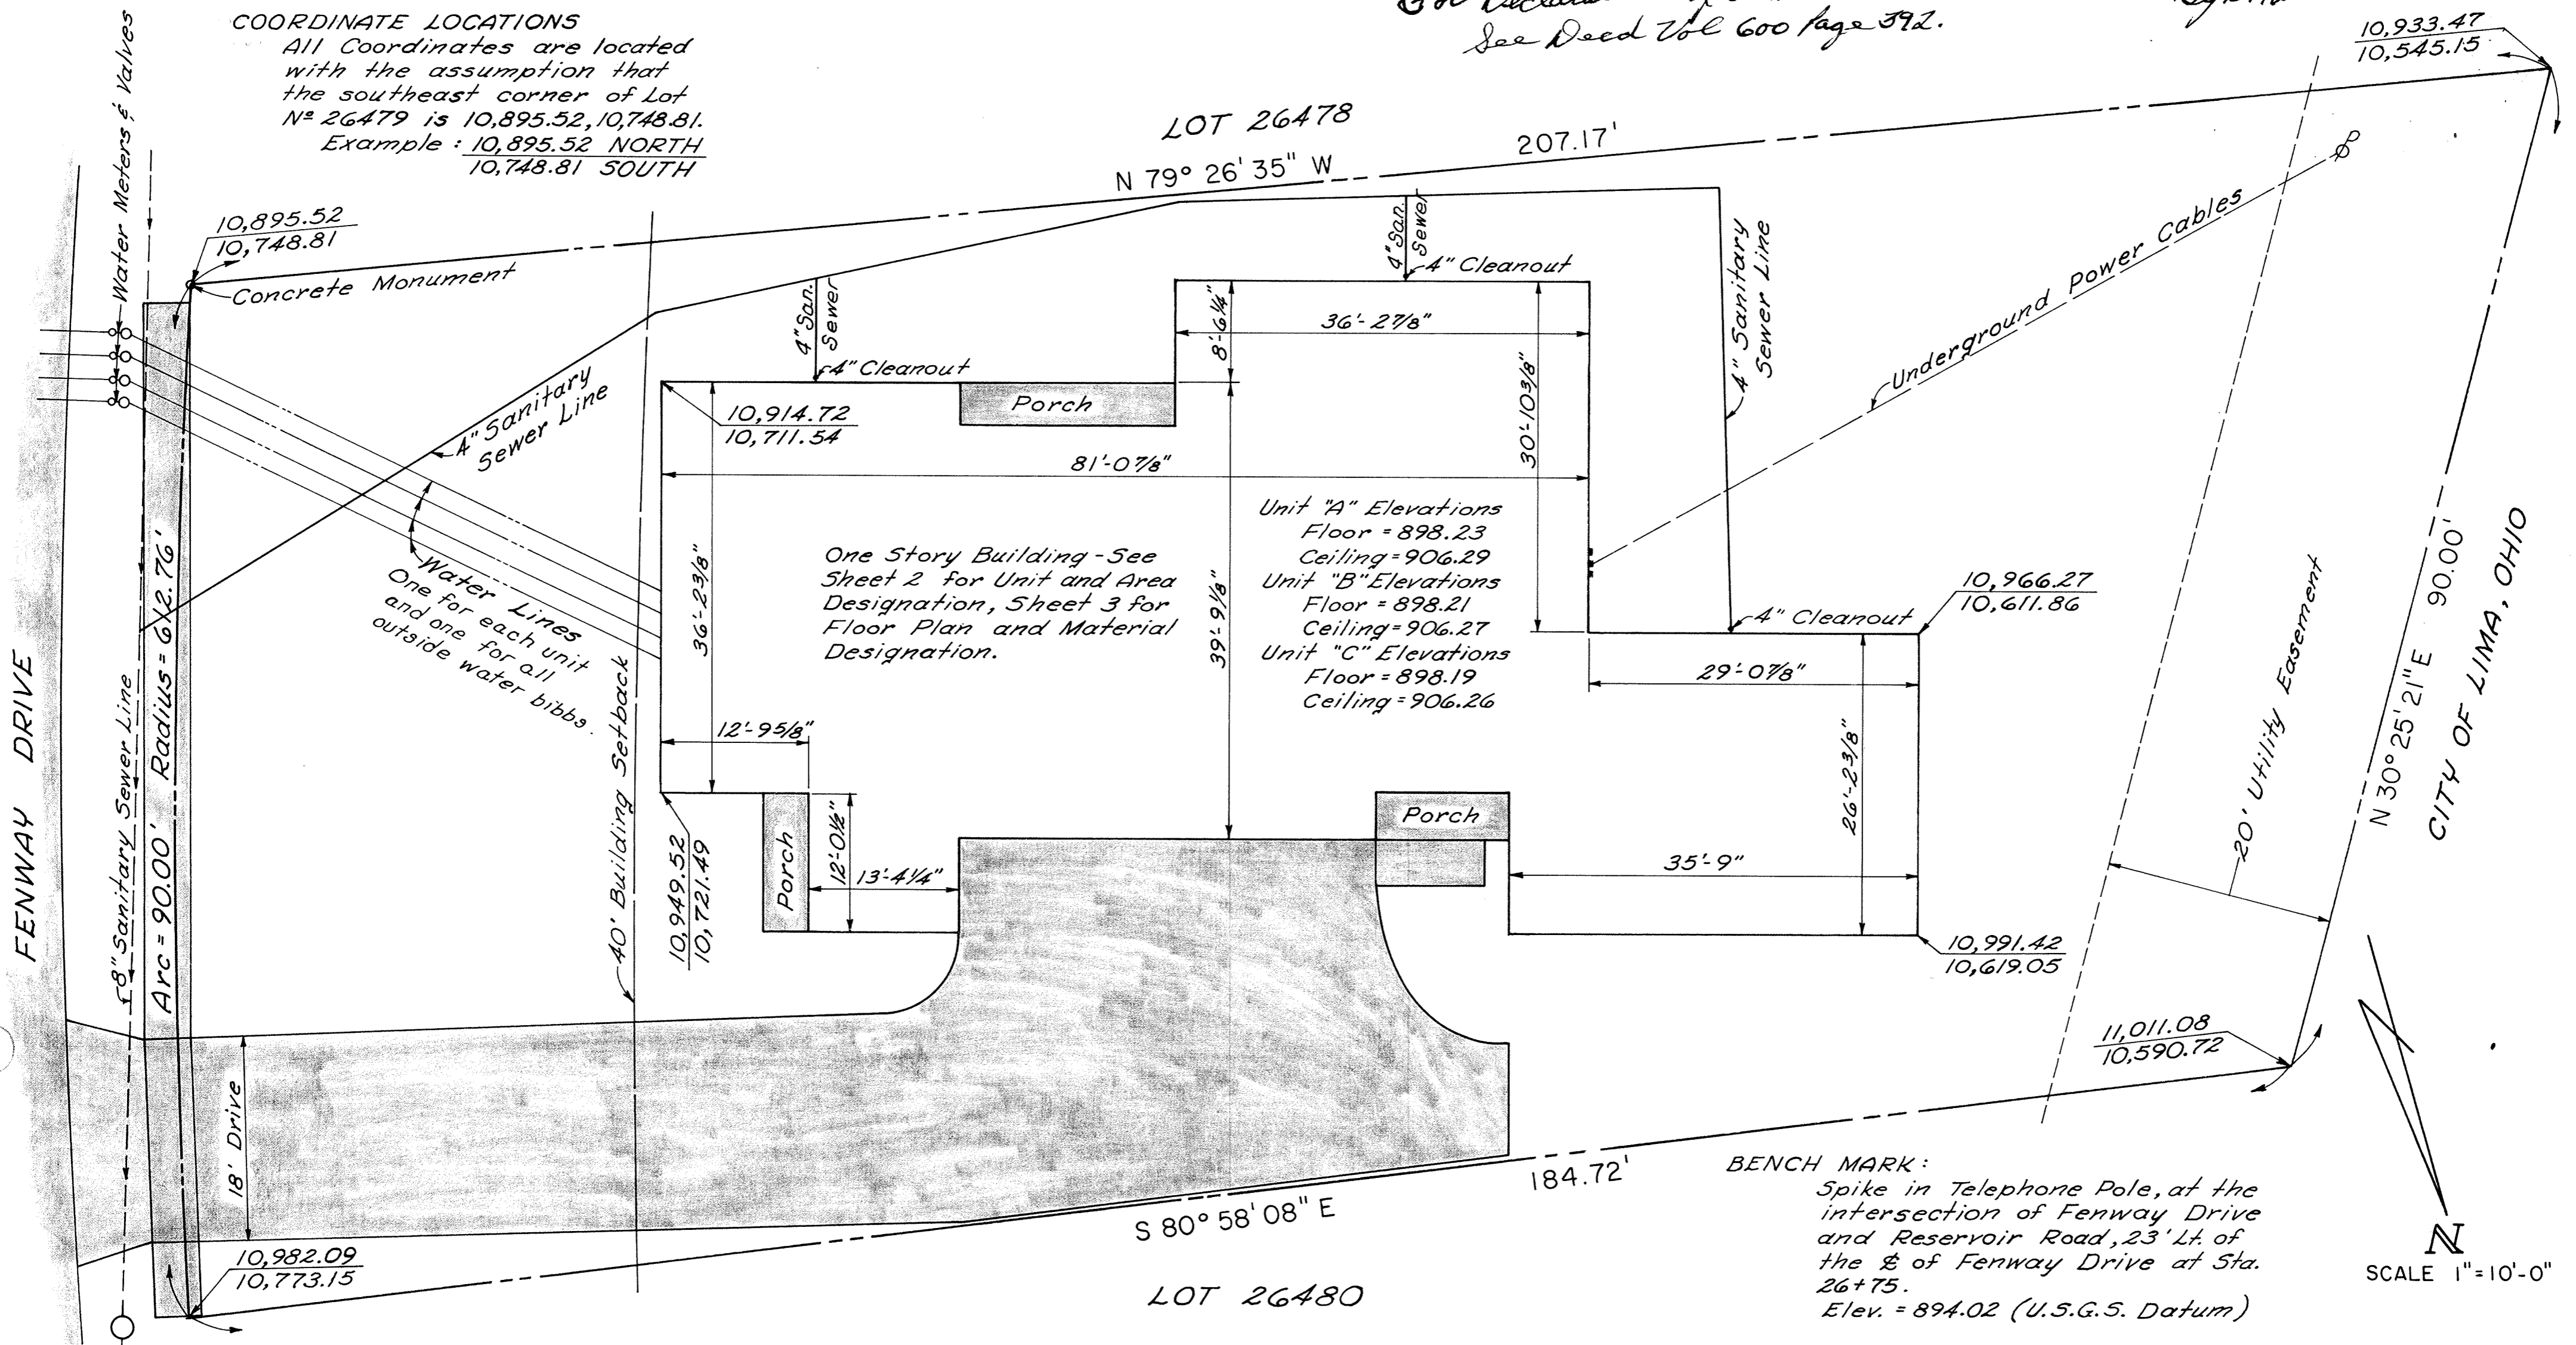 See Deed Vol 600 Page 392.
COORDINATE LOCATIONS
All Coordinates are located
with the assumption that
the southeast corner of Lot
Nº 26479 is 10,895.52, 10,748.81.
Example : 10,895.52 NORTH
10,748.81 SOUTH
Water Meters & Valves
10,933.47
10,545.15
LOT 26478
207.17'
N 79° 26' 35" W
10,895.52
10,748.81
Concrete Monument
4" San.
Sewer
4" Cleanout
4" San.
Sewer
4" Cleanout
4" Sanitary
Sewer Line
Underground Power Cables
8'-6 1/4"
36'-2 7/8"
30'-10 3/8"
Porch
10,914.72
10,711.54
4" Sanitary
Sewer Line
81'-0 7/8"
Unit "A" Elevations
Floor = 898.23
Ceiling = 906.29
Unit "B" Elevations
Floor = 898.21
Ceiling = 906.27
Unit "C" Elevations
Floor = 898.19
Ceiling = 906.26
One Story Building - See
Sheet 2 for Unit and Area
Designation, Sheet 3 for
Floor Plan and Material
Designation.
36'-2 3/8"
39'-9 1/8"
Water Lines
One for each unit
and one for all
outside water bibbs.
10,966.27
10,611.86
4" Cleanout
29'-0 7/8"
26'-2 3/8"
20' Utility Easement
N 30° 25' 21" E 90.00'
CITY OF LIMA, OHIO
FENWAY DRIVE
8" Sanitary Sewer Line
Arc = 90.00' Radius = 612.76'
40' Building Setback
12'-9 5/8"
Porch
12'-0 1/2"
13'-4 1/4"
10,949.52
10,721.49
Porch
35'-9"
10,991.42
10,619.05
11,011.08
10,590.72
18' Drive
10,982.09
10,773.15
184.72'
S 80° 58' 08" E
LOT 26480
BENCH MARK :
Spike in Telephone Pole, at the
intersection of Fenway Drive
and Reservoir Road, 23' Lt. of
the ℄ of Fenway Drive at Sta.
26+75.
Elev. = 894.02 (U.S.G.S. Datum)
N
SCALE 1"=10'-0"